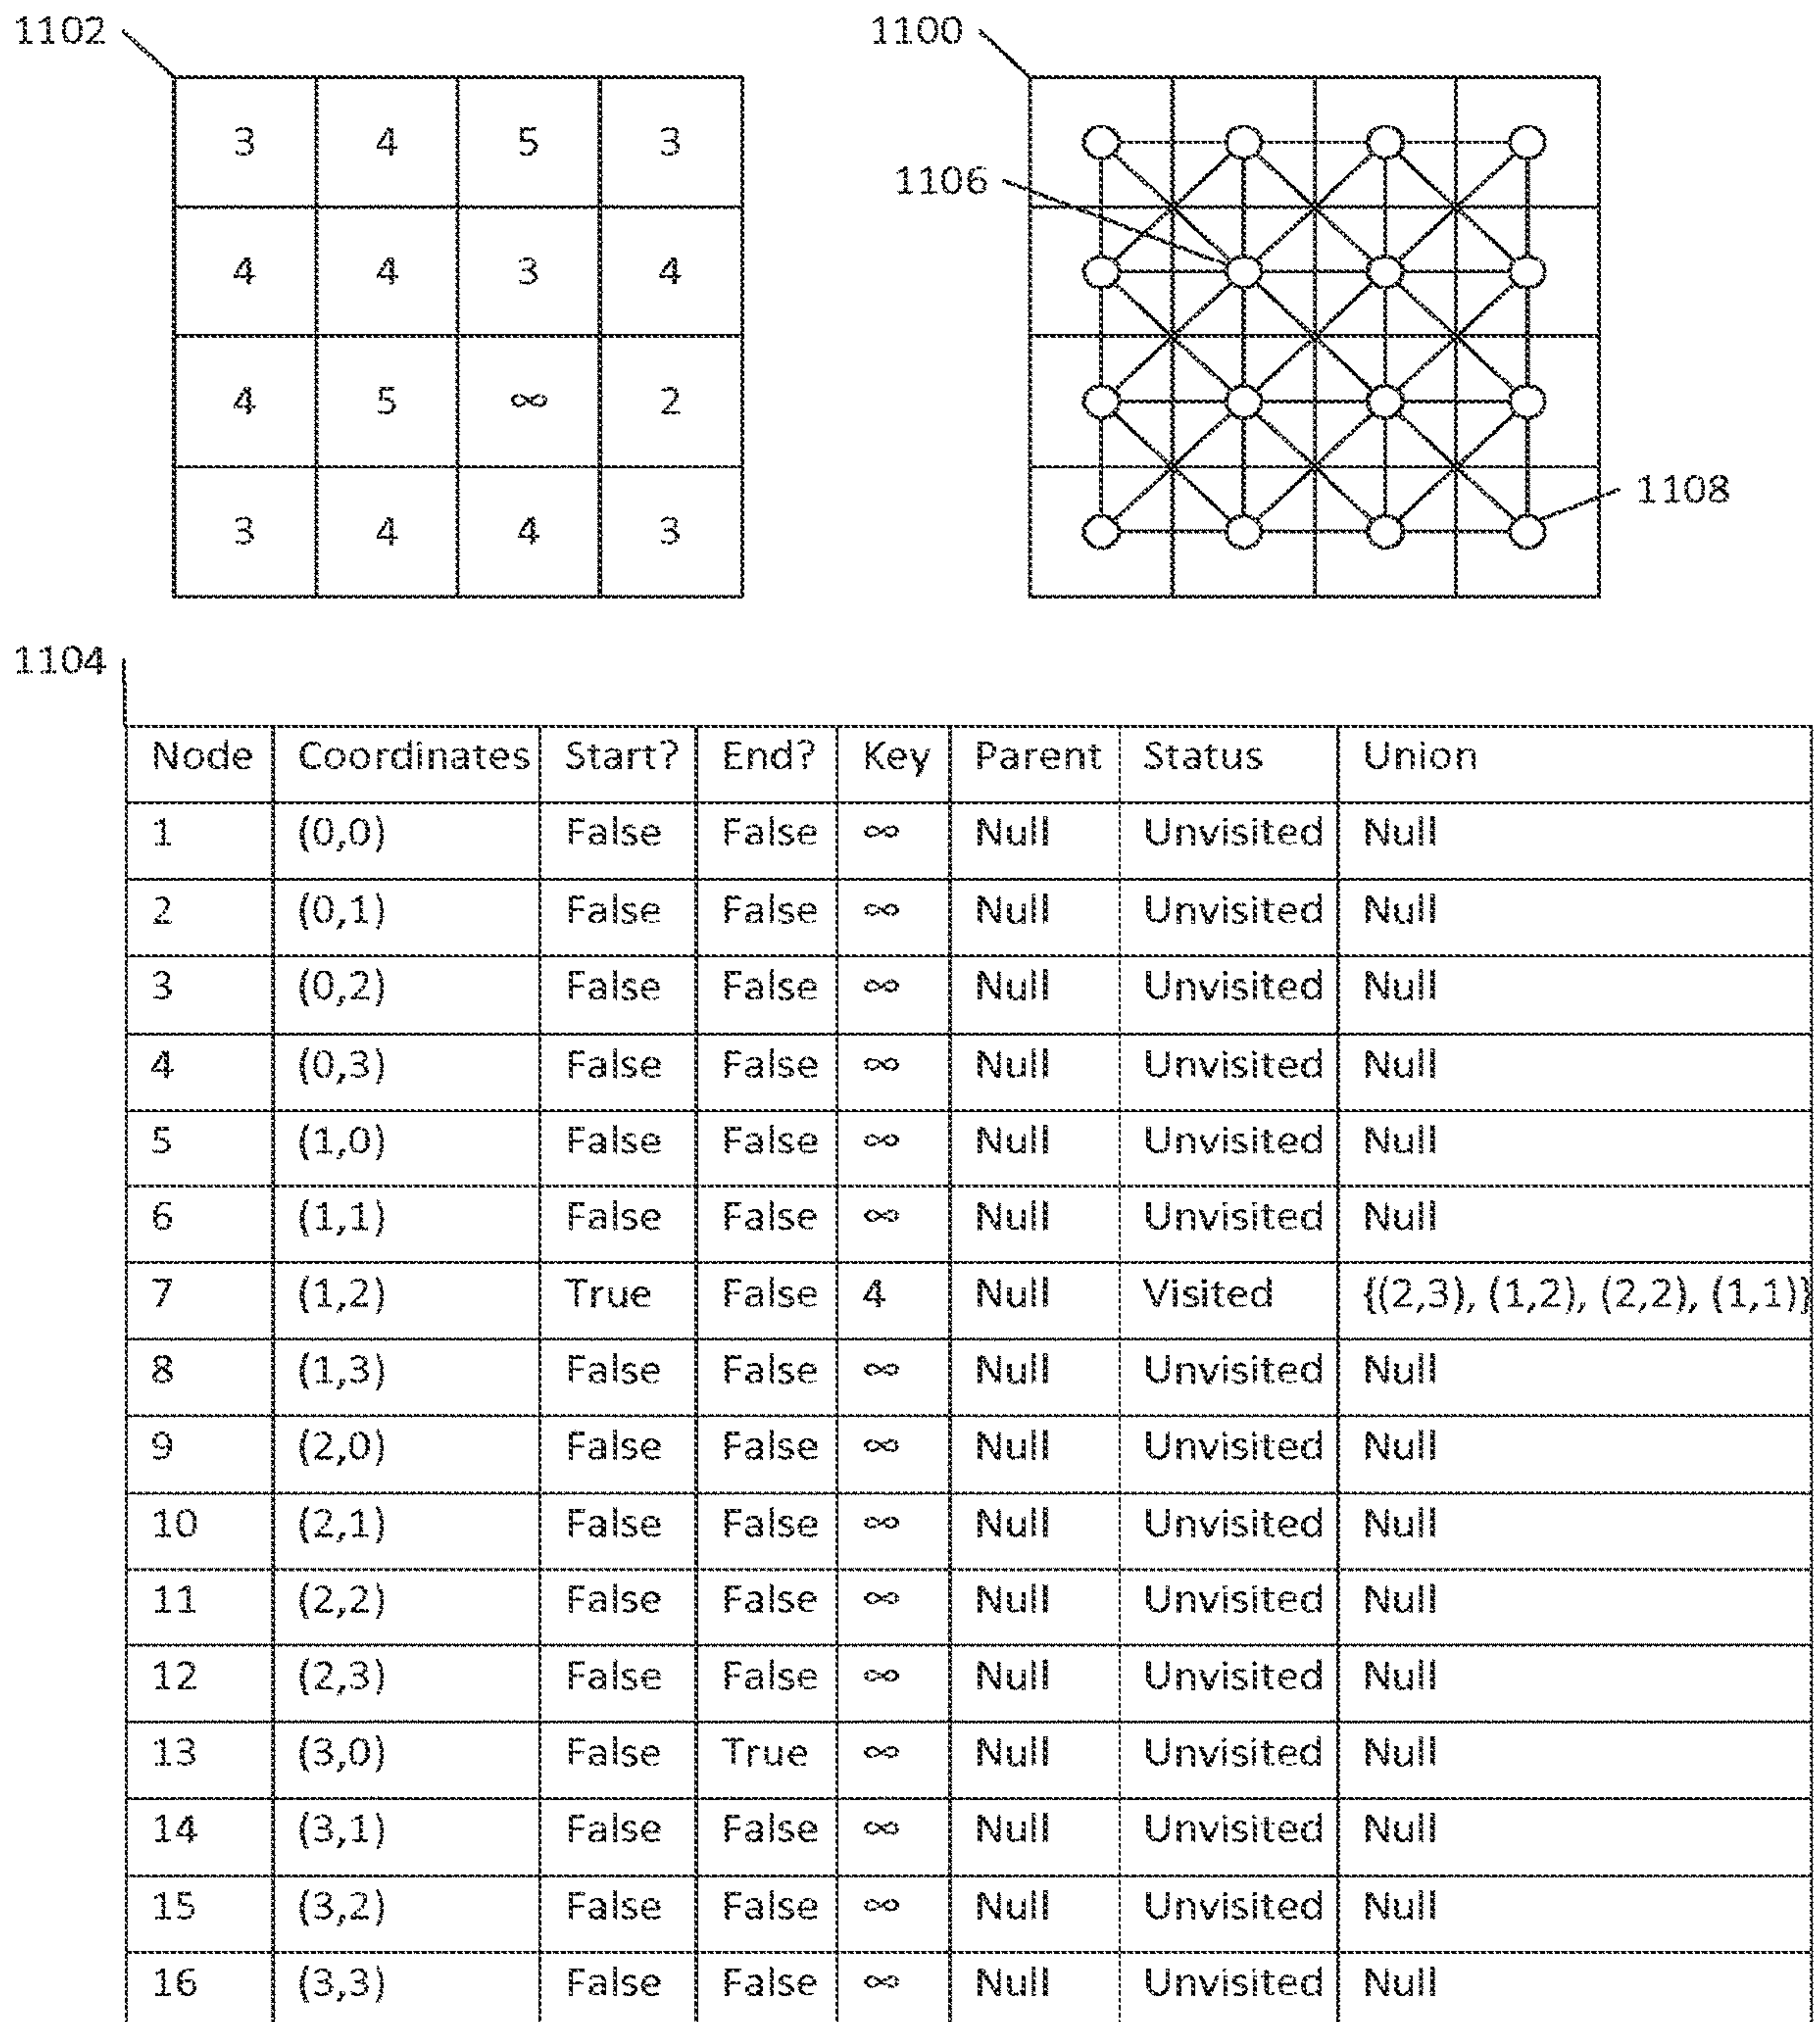 1102
1100
3 4 5 3
1106
4 4 3 4
4 5 ∞ 2
1108
3 4 4 3
1104
Node Coordinates Start? End? Key Parent Status Union
1 (0,0) False False ∞ Null Unvisited Null
2 (0,1) False False ∞ Null Unvisited Null
3 (0,2) False False ∞ Null Unvisited Null
4 (0,3) False False ∞ Null Unvisited Null
5 (1,0) False False ∞ Null Unvisited Null
6 (1,1) False False ∞ Null Unvisited Null
7 (1,2) True False 4 Null Visited {(2,3), (1,2), (2,2), (1,1)}
8 (1,3) False False ∞ Null Unvisited Null
9 (2,0) False False ∞ Null Unvisited Null
10 (2,1) False False ∞ Null Unvisited Null
11 (2,2) False False ∞ Null Unvisited Null
12 (2,3) False False ∞ Null Unvisited Null
13 (3,0) False True ∞ Null Unvisited Null
14 (3,1) False False ∞ Null Unvisited Null
15 (3,2) False False ∞ Null Unvisited Null
16 (3,3) False False ∞ Null Unvisited Null